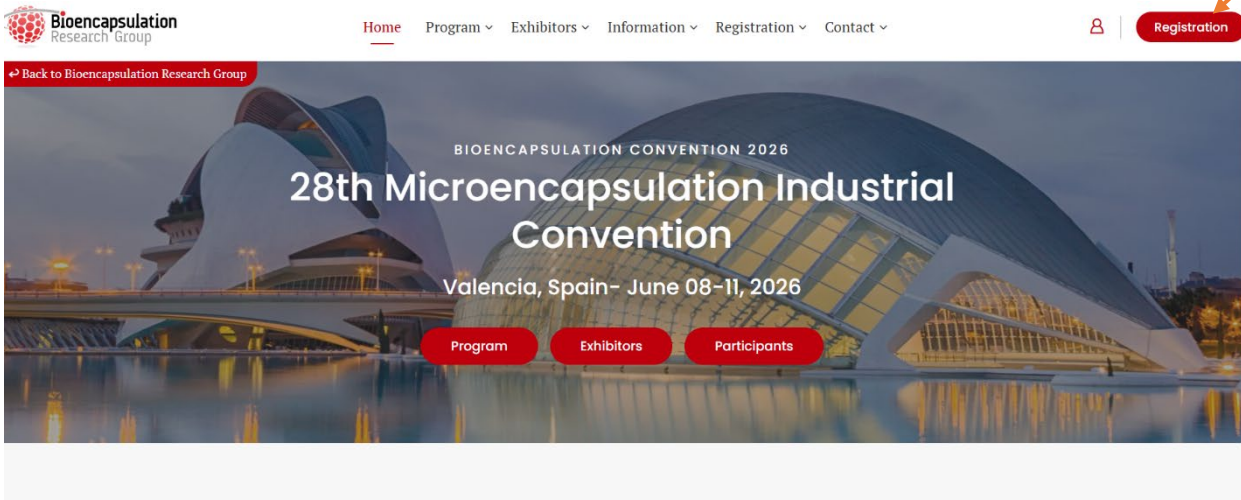 Bioencapsulation
Research Group
Home Program Exhibitors Information Registration Contact
Registration
↩ Back to Bioencapsulation Research Group
BIOENCAPSULATION CONVENTION 2026
28th Microencapsulation Industrial
Convention
Valencia, Spain- June 08-11, 2026
Program Exhibitors Participants